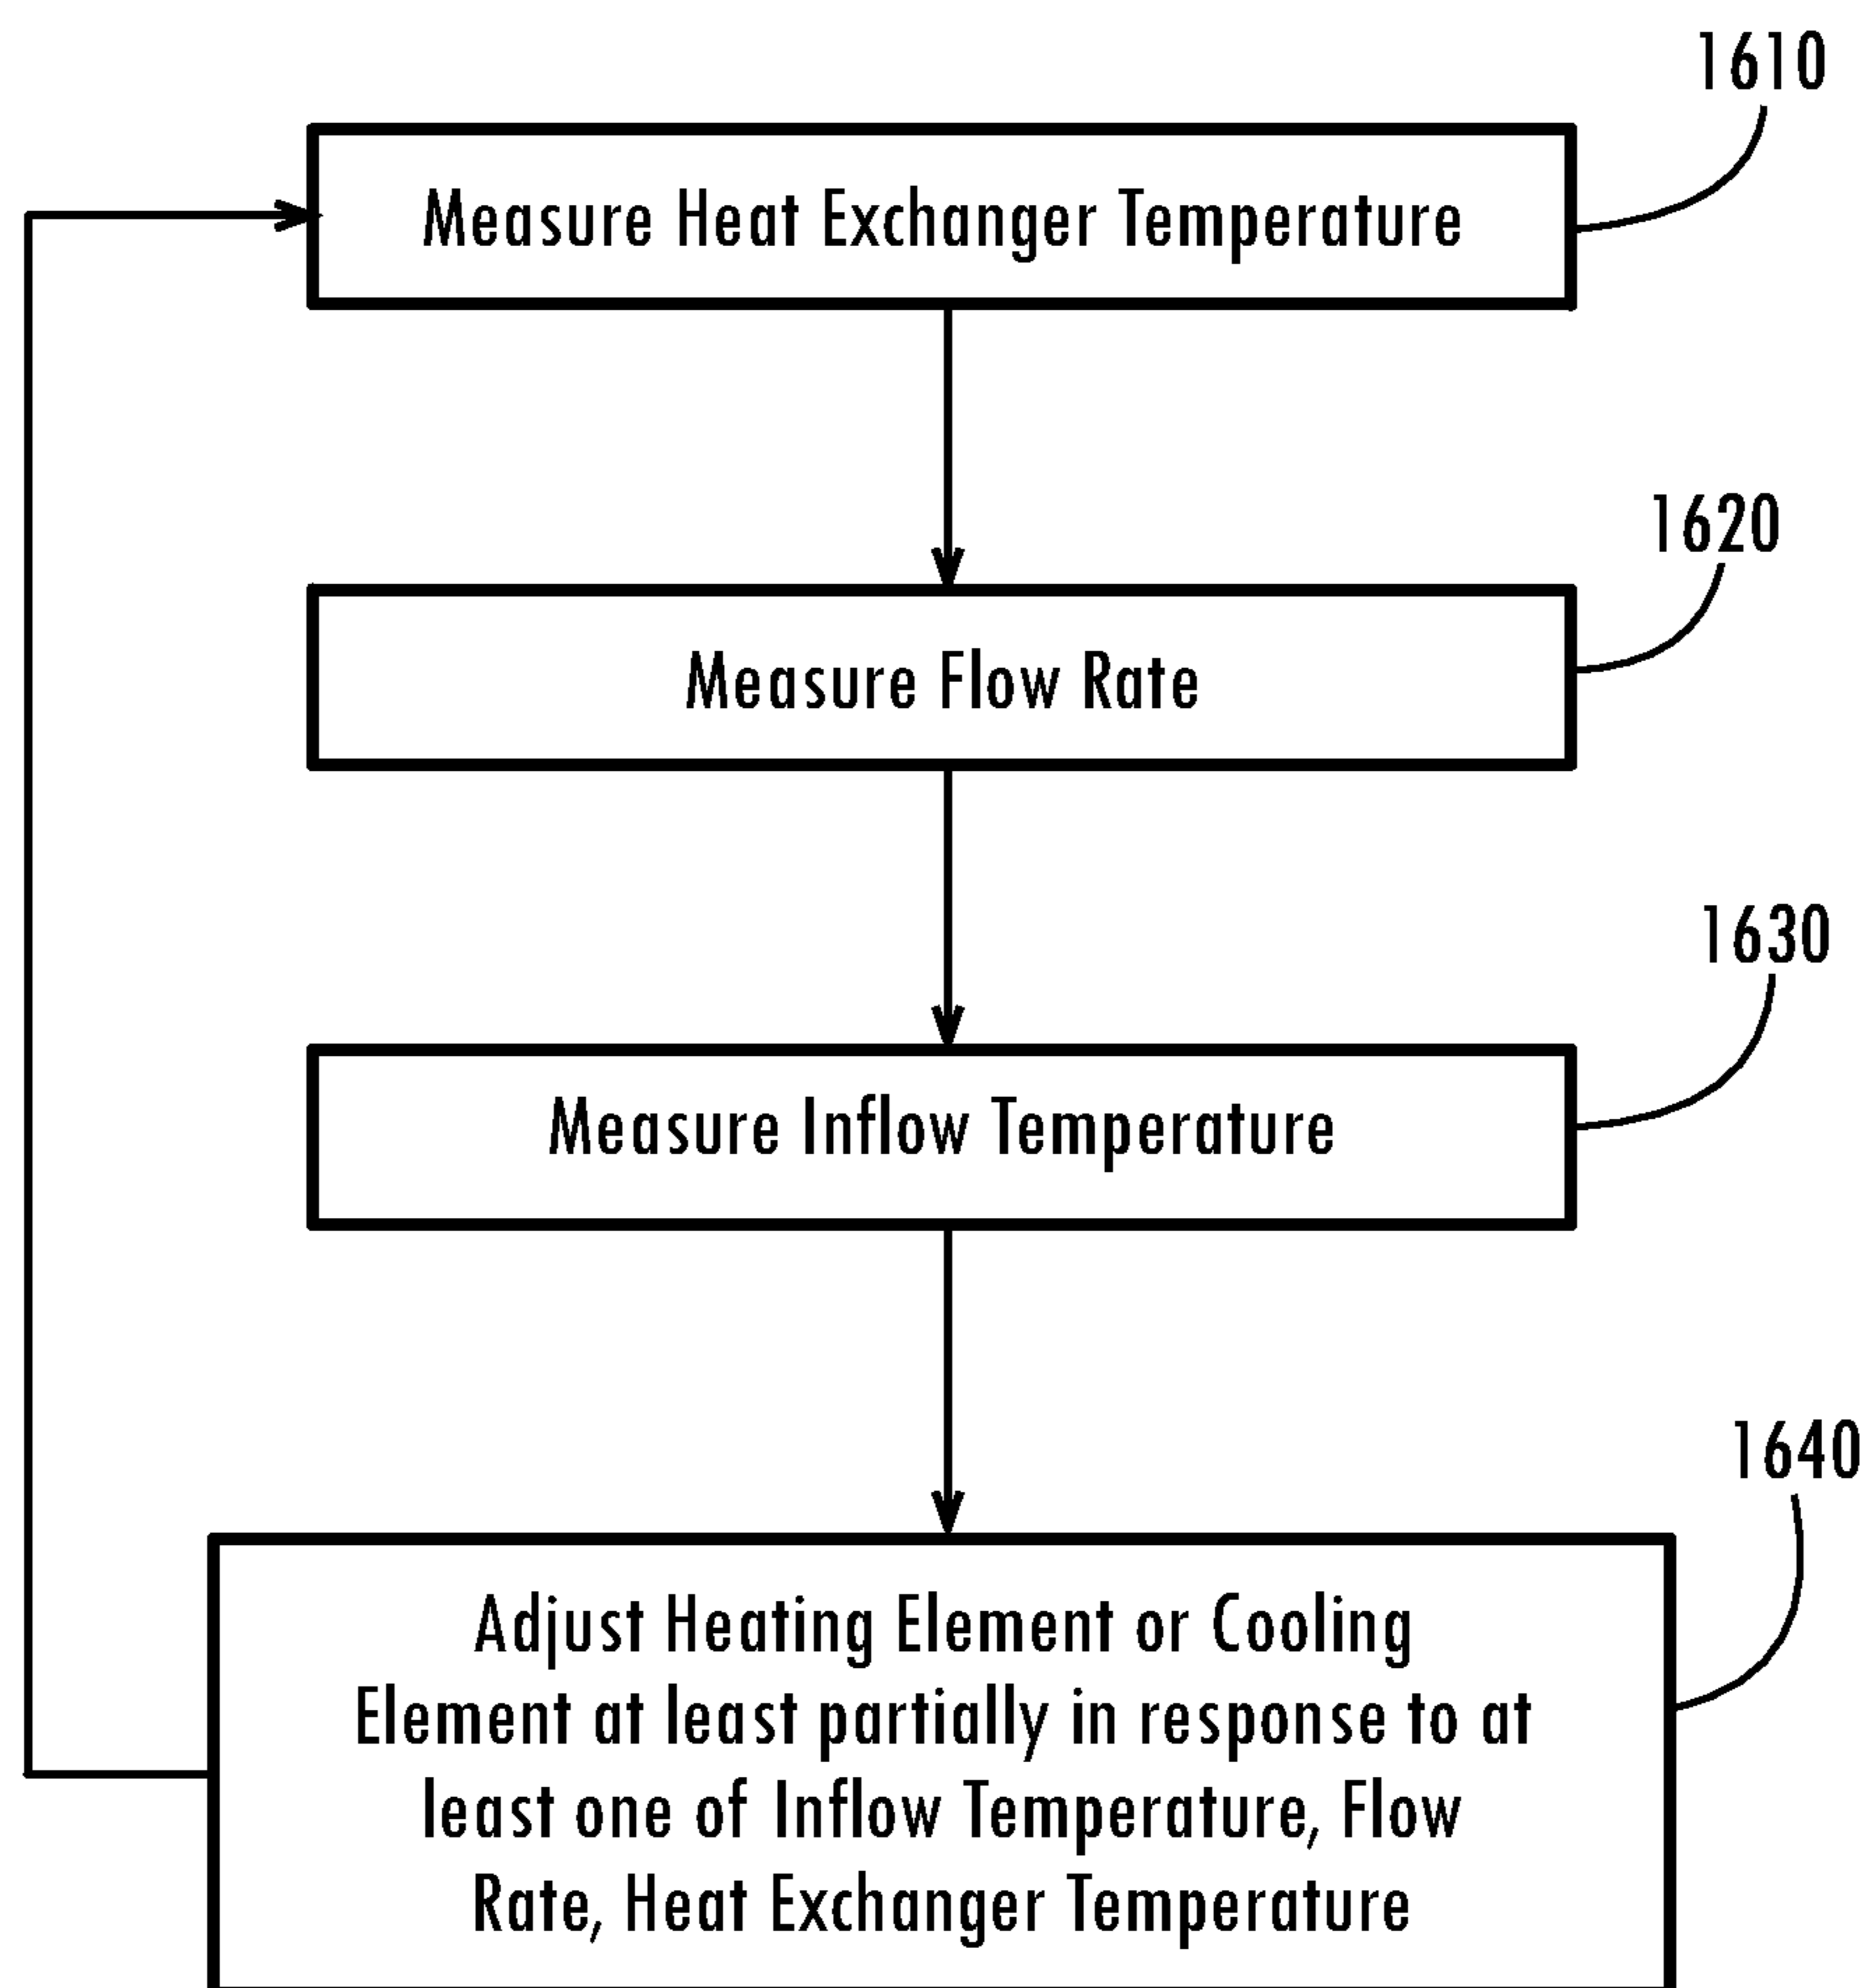 1610
Measure Heat Exchanger Temperature
1620
Measure Flow Rate
1630
Measure Inflow Temperature
1640
Adjust Heating Element or Cooling
Element at least partially in response to at
least one of Inflow Temperature, Flow
Rate, Heat Exchanger Temperature